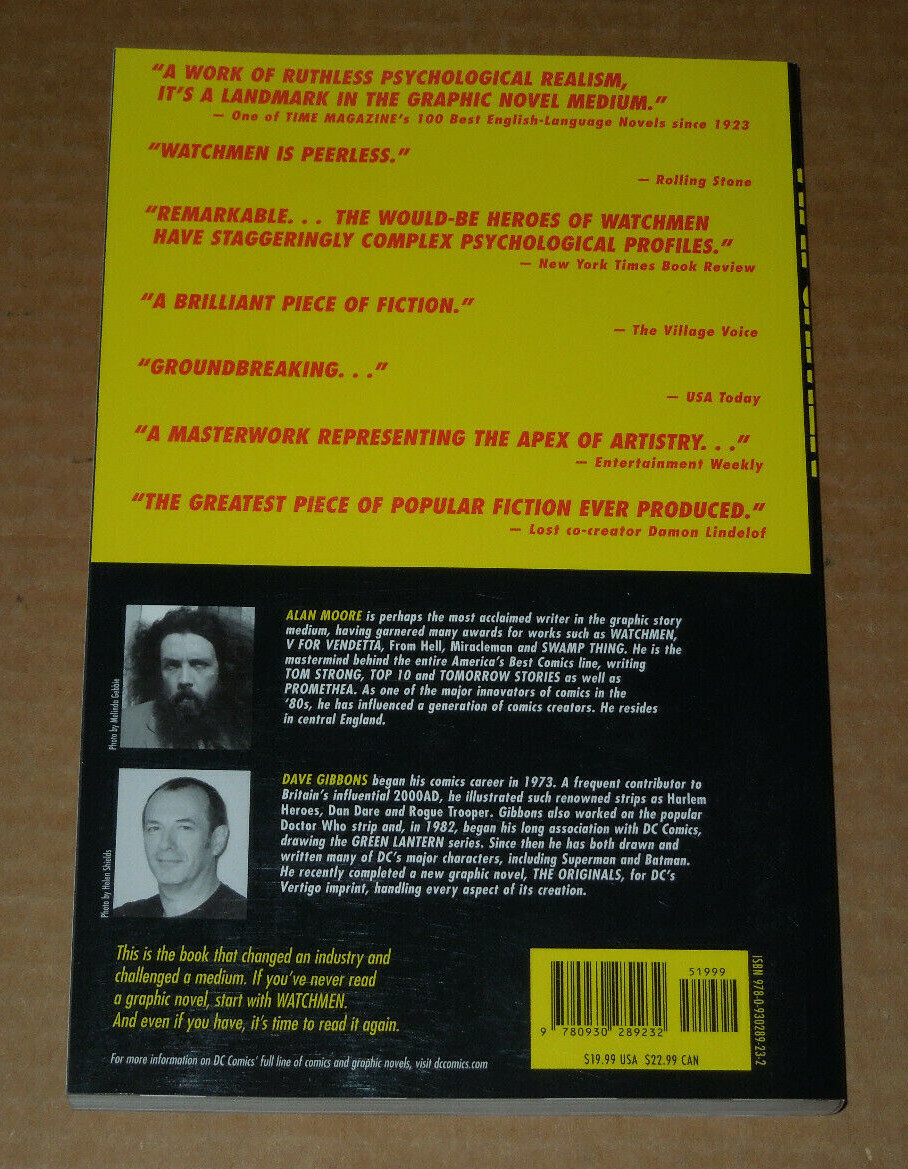 “A WORK OF RUTHLESS PSYCHOLOGICAL REALISM,
IT’S A LANDMARK IN THE GRAPHIC NOVEL MEDIUM.”
— One of TIME MAGAZINE’s 100 Best English-Language Novels since 1923
“WATCHMEN IS PEERLESS.”
— Rolling Stone
“REMARKABLE. . . THE WOULD-BE HEROES OF WATCHMEN
HAVE STAGGERINGLY COMPLEX PSYCHOLOGICAL PROFILES.”
— New York Times Book Review
“A BRILLIANT PIECE OF FICTION.”
— The Village Voice
“GROUNDBREAKING. . .”
— USA Today
“A MASTERWORK REPRESENTING THE APEX OF ARTISTRY. . .”
— Entertainment Weekly
“THE GREATEST PIECE OF POPULAR FICTION EVER PRODUCED.”
— Lost co-creator Damon Lindelof
Photo by Melinda Gebbie
ALAN MOORE is perhaps the most acclaimed writer in the graphic story
medium, having garnered many awards for works such as WATCHMEN,
V FOR VENDETTA, From Hell, Miracleman and SWAMP THING. He is the
mastermind behind the entire America’s Best Comics line, writing
TOM STRONG, TOP 10 and TOMORROW STORIES as well as
PROMETHEA. As one of the major innovators of comics in the
’80s, he has influenced a generation of comics creators. He resides
in central England.
Photo by Helen Shields
DAVE GIBBONS began his comics career in 1973. A frequent contributor to
Britain’s influential 2000AD, he illustrated such renowned strips as Harlem
Heroes, Dan Dare and Rogue Trooper. Gibbons also worked on the popular
Doctor Who strip and, in 1982, began his long association with DC Comics,
drawing the GREEN LANTERN series. Since then he has both drawn and
written many of DC’s major characters, including Superman and Batman.
He recently completed a new graphic novel, THE ORIGINALS, for DC’s
Vertigo imprint, handling every aspect of its creation.
This is the book that changed an industry and
challenged a medium. If you’ve never read
a graphic novel, start with WATCHMEN.
And even if you have, it’s time to read it again.
For more information on DC Comics’ full line of comics and graphic novels, visit dccomics.com
51999
9 780930 289232
$19.99 USA $22.99 CAN
ISBN 978-0-930289-23-2